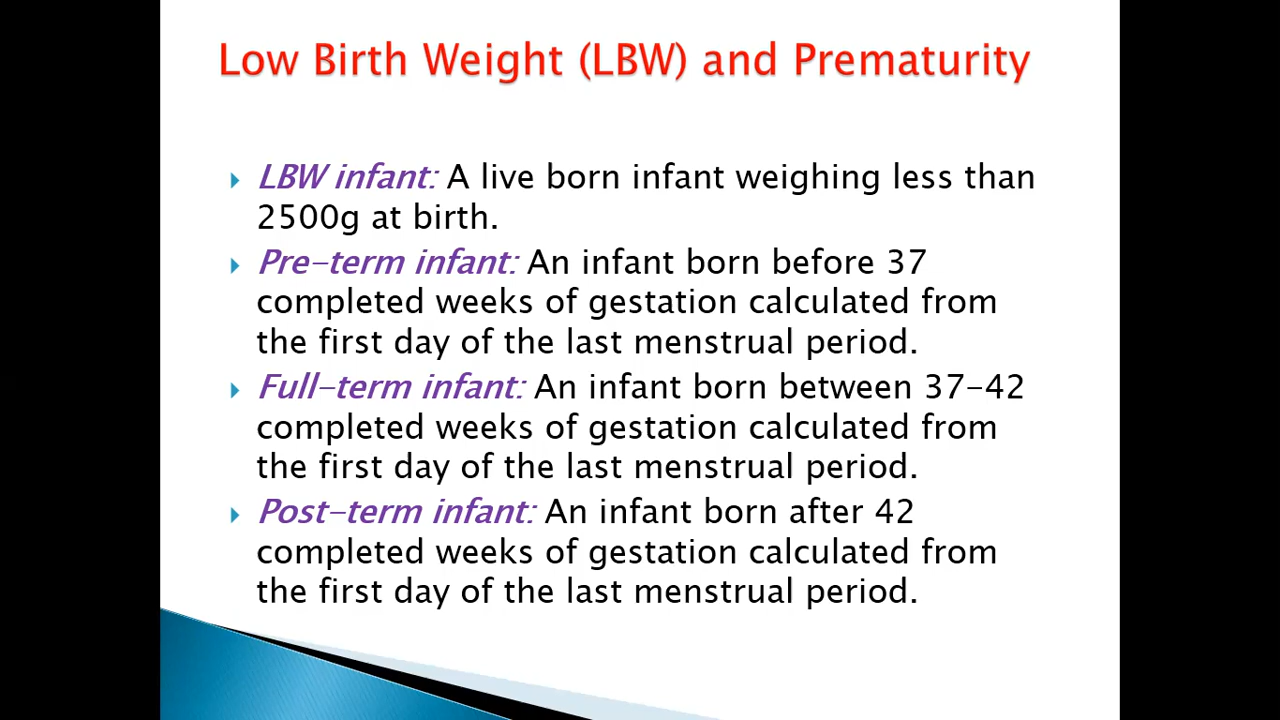 Low Birth Weight (LBW) and Prematurity
LBW infant: A live born infant weighing less than
2500g at birth.
Pre-term infant: An infant born before 37
completed weeks of gestation calculated from
the first day of the last menstrual period.
Full-term infant: An infant born between 37-42
completed weeks of gestation calculated from
the first day of the last menstrual period.
Post-term infant: An infant born after 42
completed weeks of gestation calculated from
the first day of the last menstrual period.